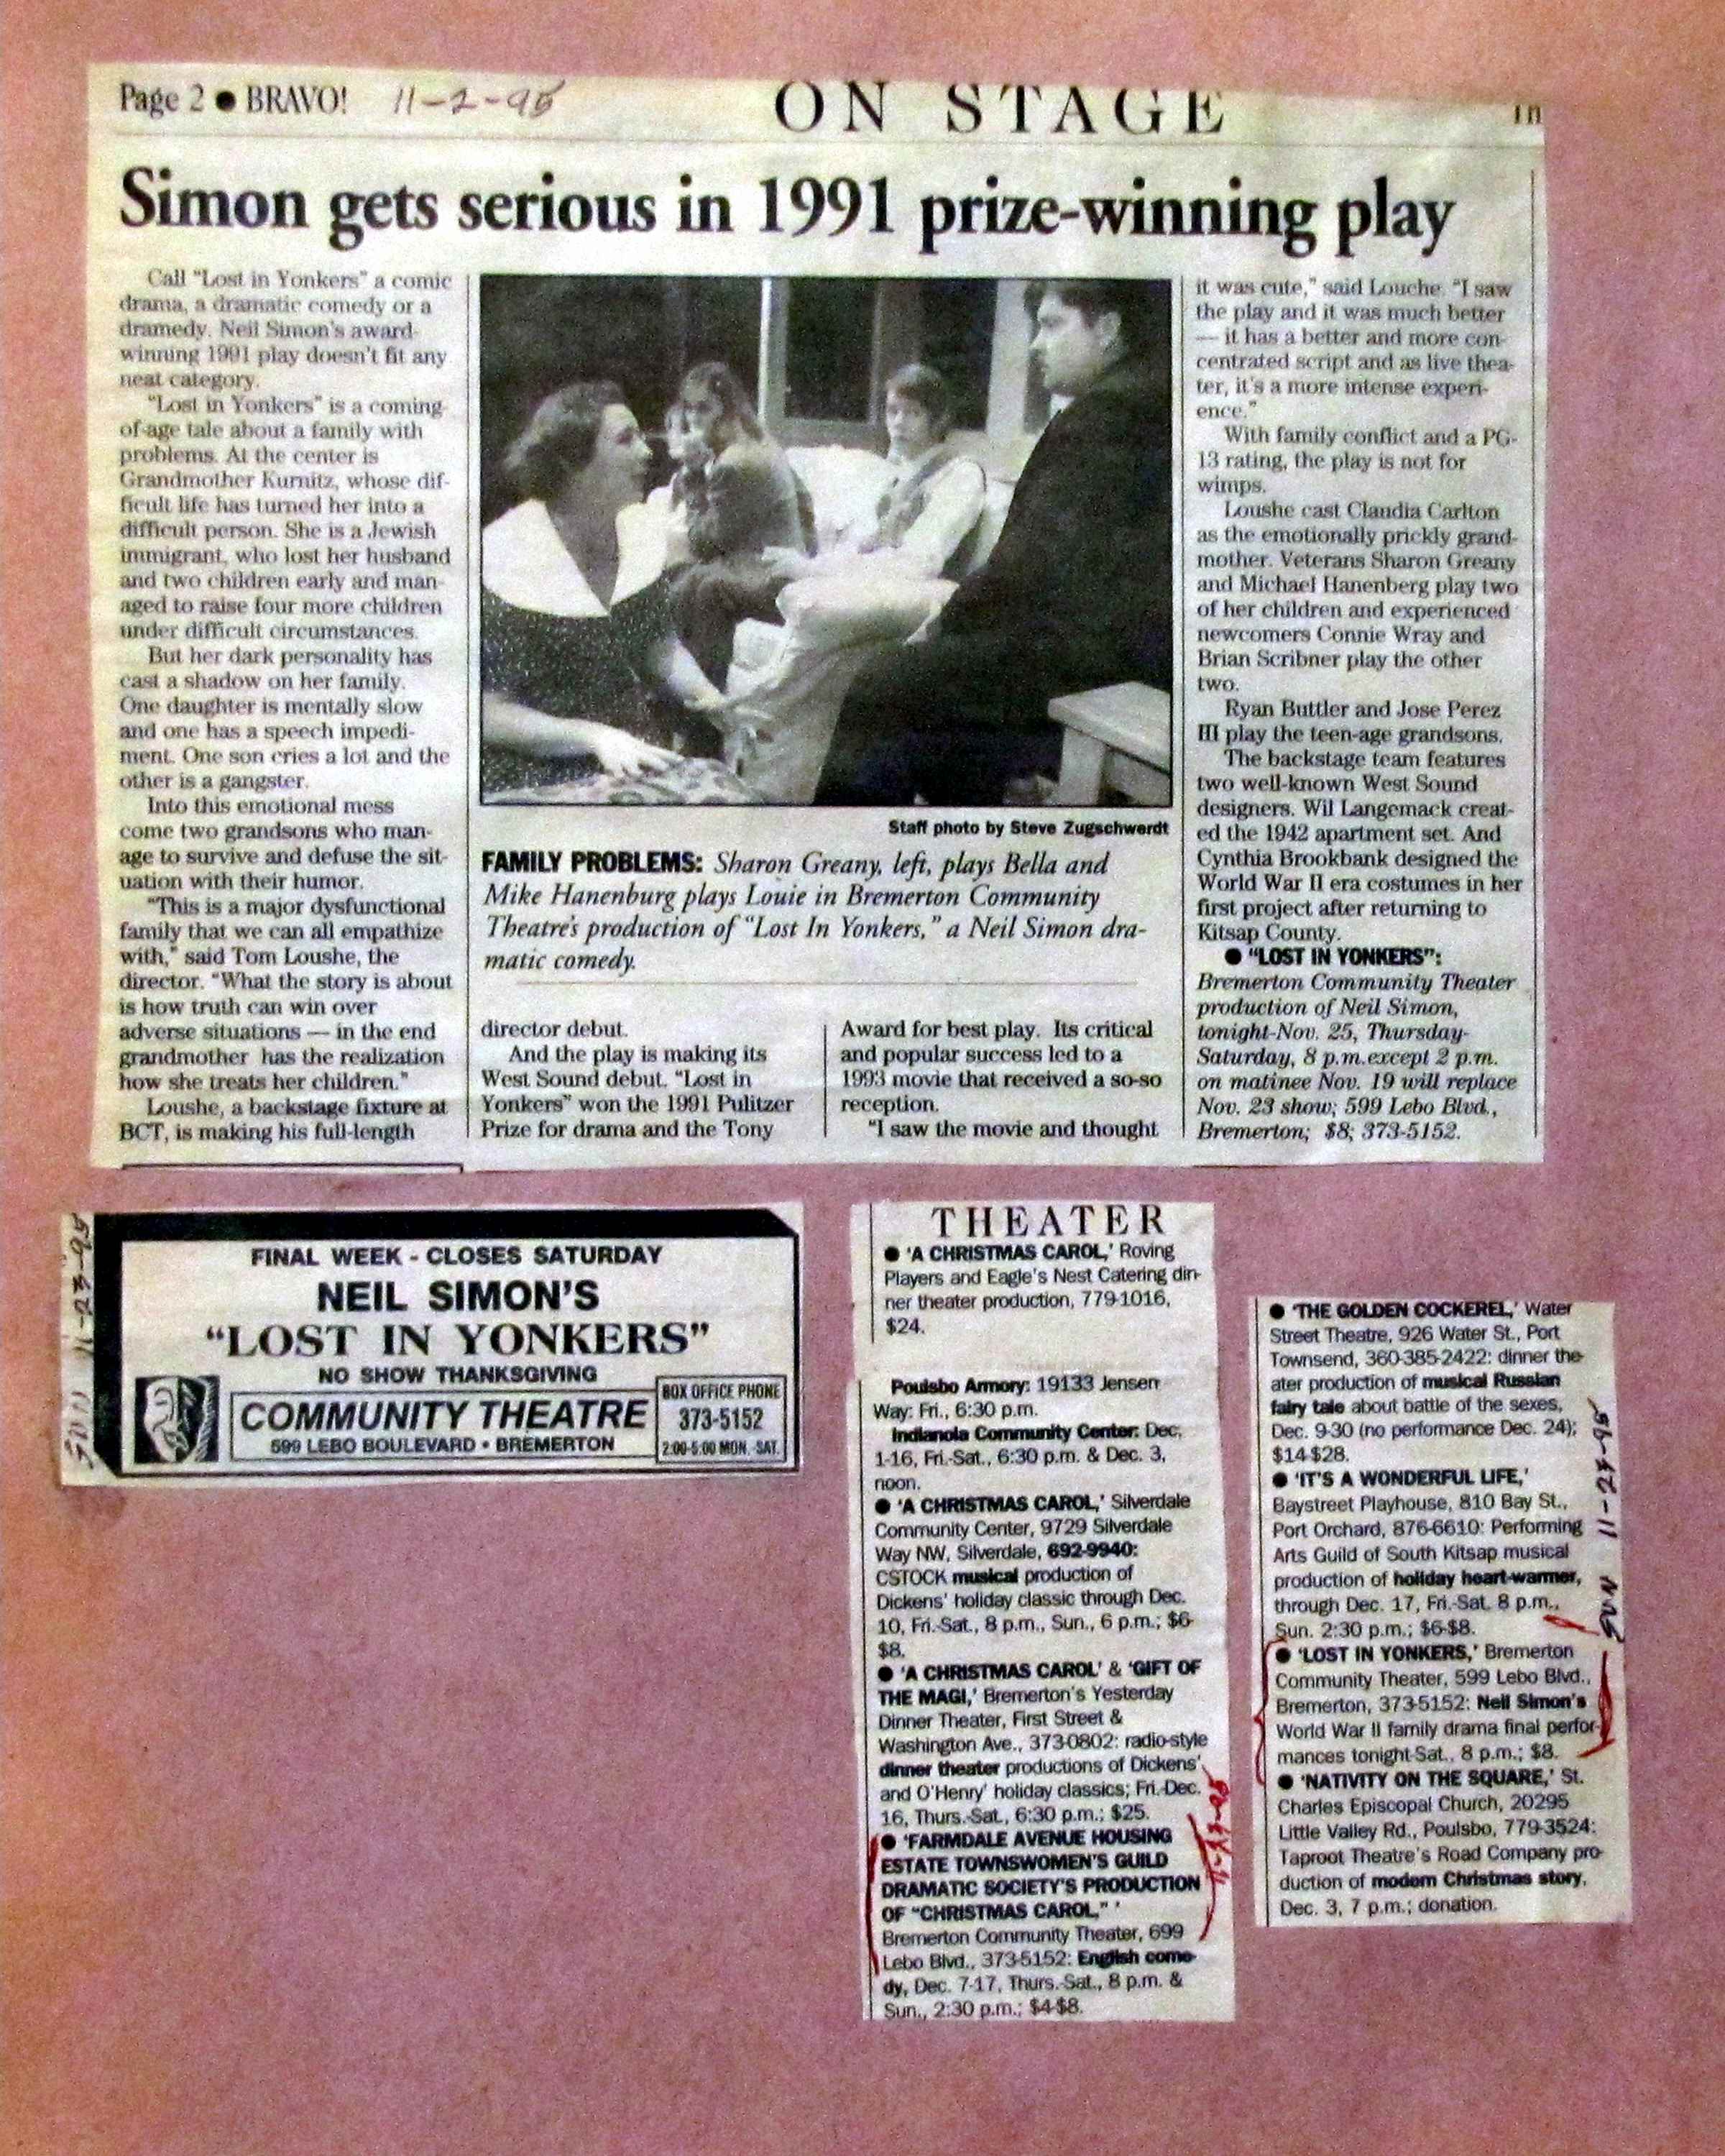 Page 2 ● BRAVO! 11-2-95
ON STAGE
Simon gets serious in 1991 prize-winning play
Call "Lost in Yonkers" a comic
drama, a dramatic comedy or a
dramedy. Neil Simon's award-
winning 1991 play doesn't fit any
neat category.
"Lost in Yonkers" is a coming-
of-age tale about a family with
problems. At the center is
Grandmother Kurnitz, whose dif-
ficult life has turned her into a
difficult person. She is a Jewish
immigrant, who lost her husband
and two children early and man-
aged to raise four more children
under difficult circumstances.
But her dark personality has
cast a shadow on her family.
One daughter is mentally slow
and one has a speech impedi-
ment. One son cries a lot and the
other is a gangster.
Into this emotional mess
come two grandsons who man-
age to survive and defuse the sit-
uation with their humor.
"This is a major dysfunctional
family that we can all empathize
with," said Tom Loushe, the
director. "What the story is about
is how truth can win over
adverse situations — in the end
grandmother has the realization
how she treats her children."
Loushe, a backstage fixture at
BCT, is making his full-length
Staff photo by Steve Zugschwerdt
FAMILY PROBLEMS: Sharon Greany, left, plays Bella and
Mike Hanenburg plays Louie in Bremerton Community
Theatre's production of "Lost In Yonkers," a Neil Simon dra-
matic comedy.
director debut.
And the play is making its
West Sound debut. "Lost in
Yonkers" won the 1991 Pulitzer
Prize for drama and the Tony
Award for best play. Its critical
and popular success led to a
1993 movie that received a so-so
reception.
"I saw the movie and thought
it was cute," said Louche. "I saw
the play and it was much better
— it has a better and more con-
centrated script and as live thea-
ter, it's a more intense experi-
ence."
With family conflict and a PG-
13 rating, the play is not for
wimps.
Loushe cast Claudia Carlton
as the emotionally prickly grand-
mother. Veterans Sharon Greany
and Michael Hanenberg play two
of her children and experienced
newcomers Connie Wray and
Brian Scribner play the other
two.
Ryan Buttler and Jose Perez
III play the teen-age grandsons.
The backstage team features
two well-known West Sound
designers. Wil Langemack creat-
ed the 1942 apartment set. And
Cynthia Brookbank designed the
World War II era costumes in her
first project after returning to
Kitsap County.
● "LOST IN YONKERS":
Bremerton Community Theater
production of Neil Simon,
tonight-Nov. 25, Thursday-
Saturday, 8 p.m.except 2 p.m.
on matinee Nov. 19 will replace
Nov. 23 show; 599 Lebo Blvd.,
Bremerton; $8; 373-5152.
SUN 11-23-95
FINAL WEEK - CLOSES SATURDAY
NEIL SIMON'S
"LOST IN YONKERS"
NO SHOW THANKSGIVING
COMMUNITY THEATRE
599 LEBO BOULEVARD • BREMERTON
BOX OFFICE PHONE
373-5152
2:00-5:00 MON. SAT.
THEATER
● 'A CHRISTMAS CAROL,' Roving
Players and Eagle's Nest Catering din-
ner theater production, 779-1016,
$24.
Poulsbo Armory: 19133 Jensen
Way: Fri., 6:30 p.m.
Indianola Community Center: Dec.
1-16, Fri.-Sat., 6:30 p.m. & Dec. 3,
noon.
● 'A CHRISTMAS CAROL,' Silverdale
Community Center, 9729 Silverdale
Way NW, Silverdale, 692-9940:
CSTOCK musical production of
Dickens' holiday classic through Dec.
10, Fri.-Sat., 8 p.m., Sun., 6 p.m.; $6-
$8.
● 'A CHRISTMAS CAROL' & 'GIFT OF
THE MAGI,' Bremerton's Yesterday
Dinner Theater, First Street &
Washington Ave., 373-0802: radio-style
dinner theater productions of Dickens'
and O'Henry' holiday classics; Fri.-Dec.
16, Thurs.-Sat., 6:30 p.m.; $25.
● 'FARMDALE AVENUE HOUSING
ESTATE TOWNSWOMEN'S GUILD
DRAMATIC SOCIETY'S PRODUCTION
OF "CHRISTMAS CAROL," '
Bremerton Community Theater, 699
Lebo Blvd., 373-5152: English come-
dy, Dec. 7-17, Thurs.-Sat., 8 p.m. &
Sun., 2:30 p.m.; $4-$8.
11-23-95
● 'THE GOLDEN COCKEREL,' Water
Street Theatre, 926 Water St., Port
Townsend, 360-385-2422: dinner the-
ater production of musical Russian
fairy tale about battle of the sexes,
Dec. 9-30 (no performance Dec. 24);
$14-$28.
● 'IT'S A WONDERFUL LIFE,'
Baystreet Playhouse, 810 Bay St.,
Port Orchard, 876-6610: Performing
Arts Guild of South Kitsap musical
production of holiday heart-warmer,
through Dec. 17, Fri.-Sat. 8 p.m.,
Sun. 2:30 p.m.; $6-$8.
● 'LOST IN YONKERS,' Bremerton
Community Theater, 599 Lebo Blvd.,
Bremerton, 373-5152: Neil Simon's
World War II family drama final perfor-
mances tonight-Sat., 8 p.m.; $8.
● 'NATIVITY ON THE SQUARE,' St.
Charles Episcopal Church, 20295
Little Valley Rd., Poulsbo, 779-3524:
Taproot Theatre's Road Company pro-
duction of modern Christmas story,
Dec. 3, 7 p.m.; donation.
SUN 11-23-95